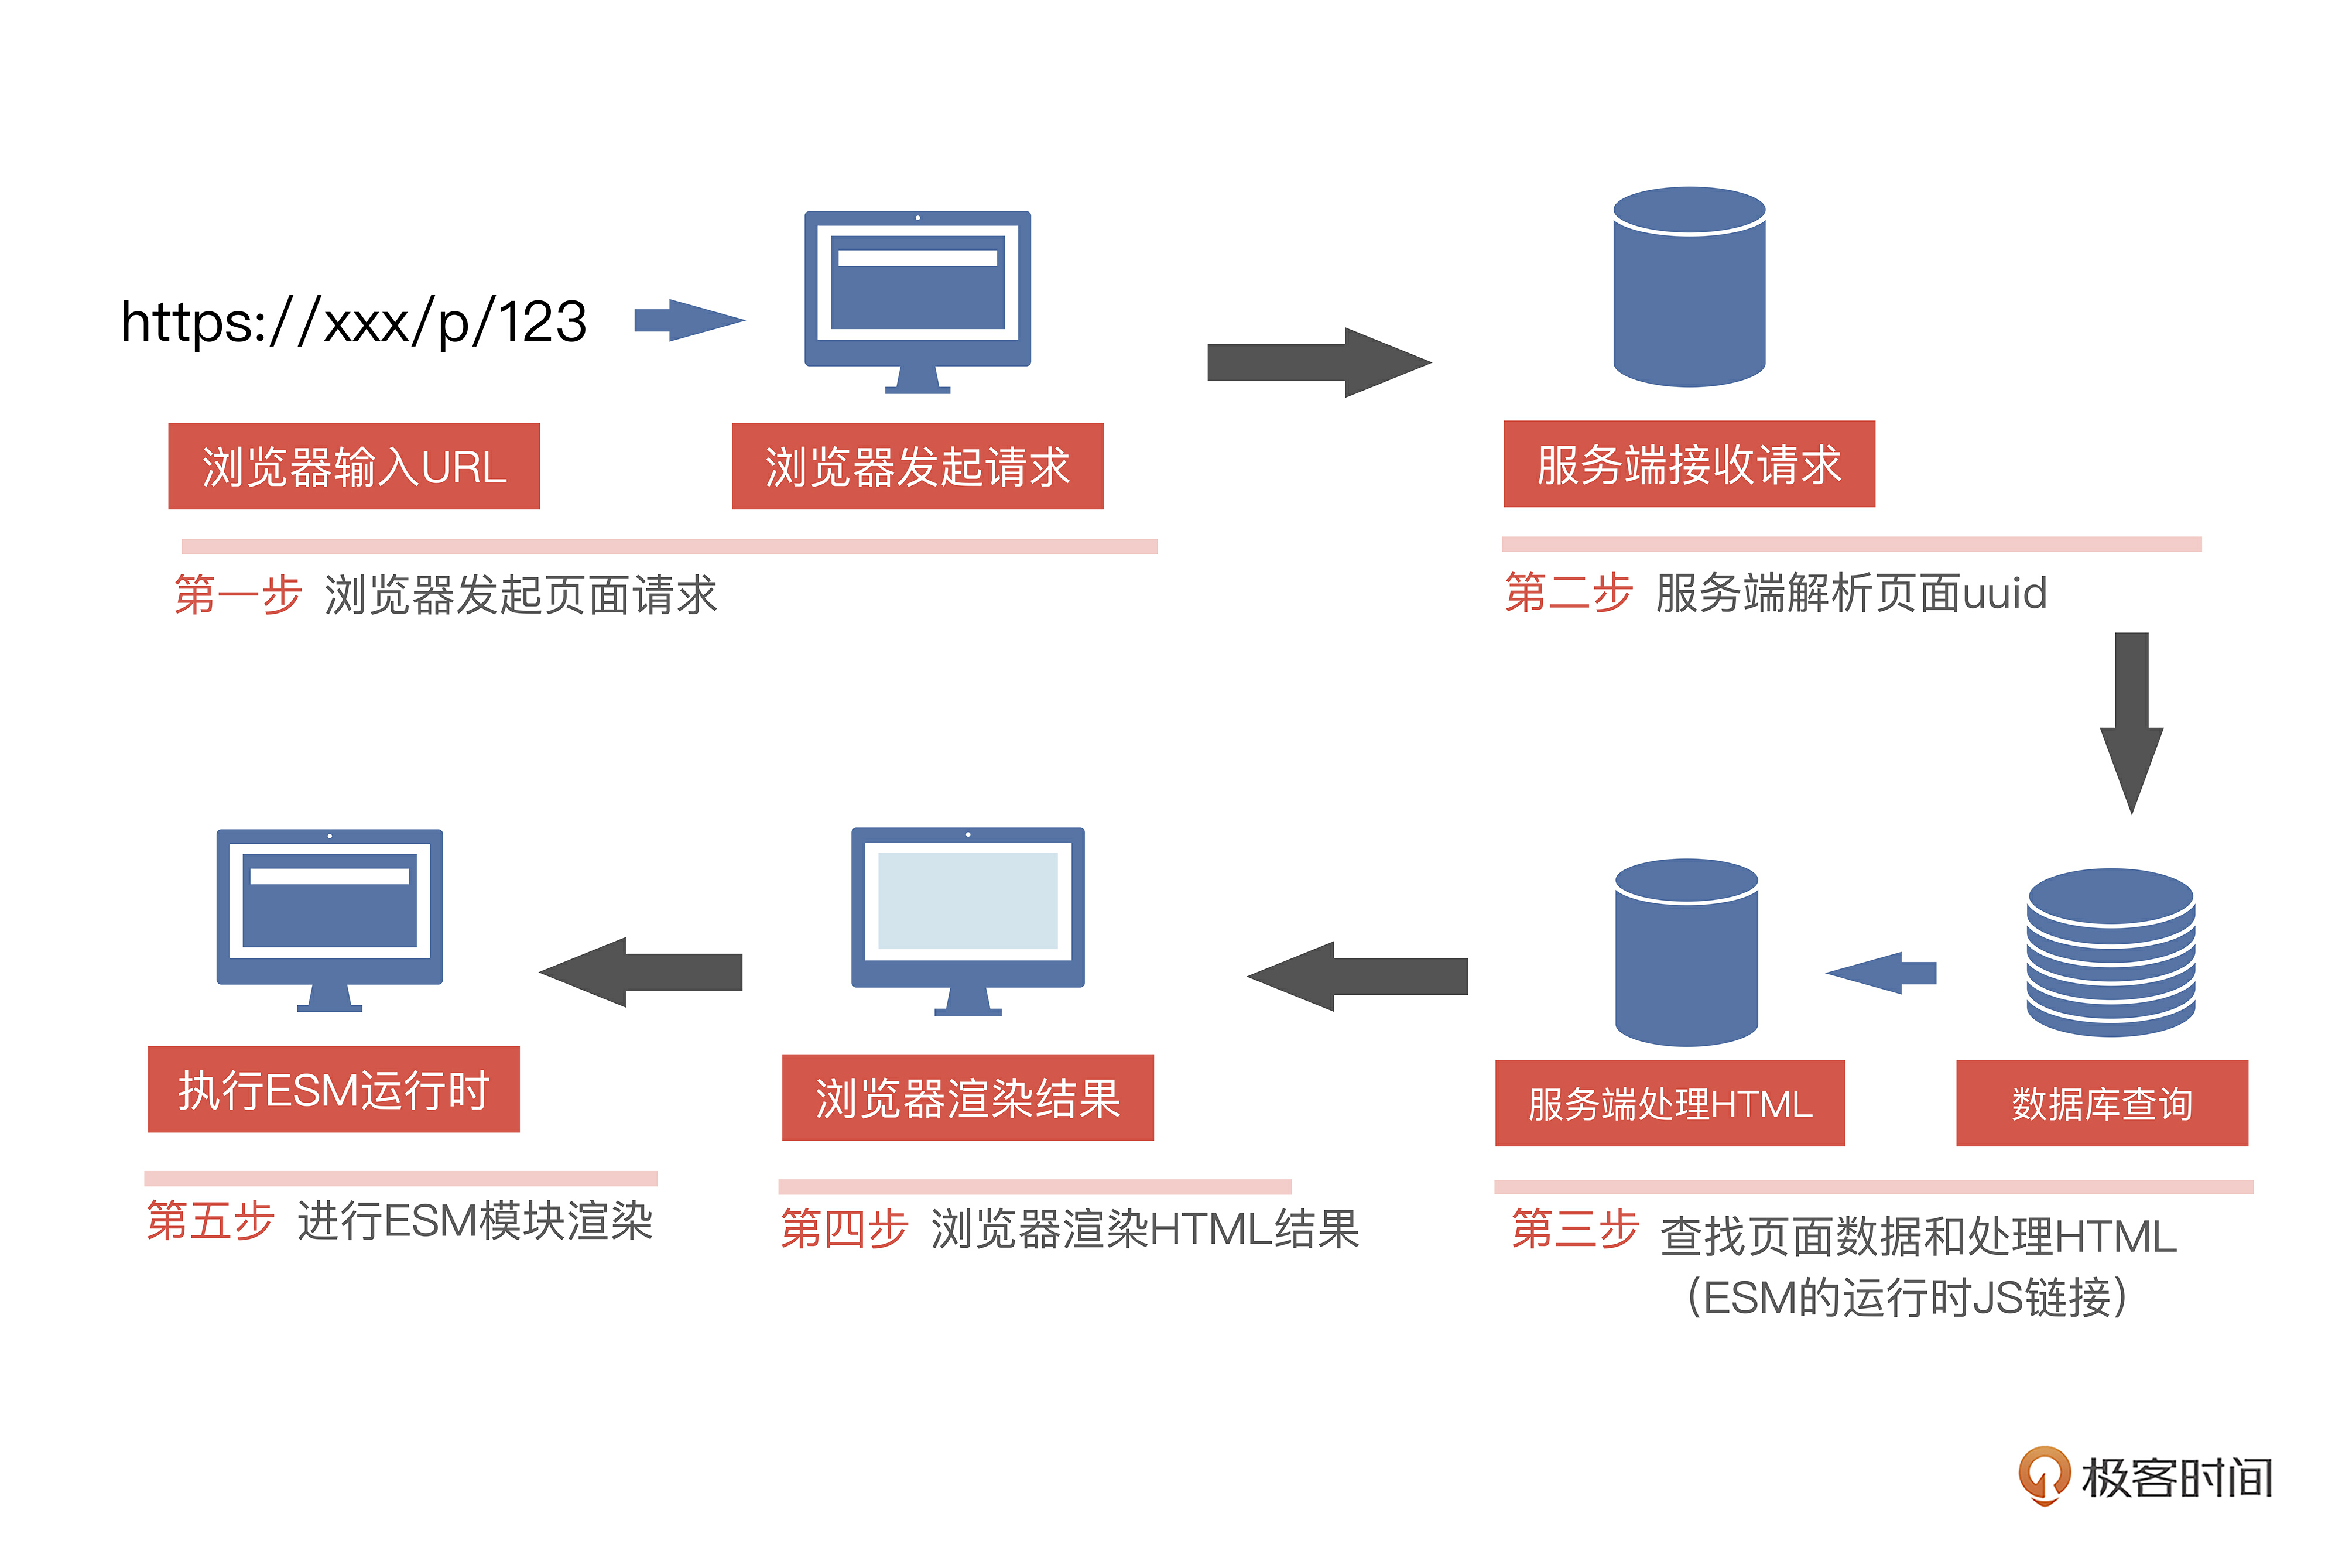 https://xxx/p/123
浏览器输入URL
浏览器发起请求
服务端接收请求
第一步 浏览器发起页面请求
第二步 服务端解析页面uuid
执行ESM运行时
浏览器渲染结果
服务端处理HTML
数据库查询
第五步 进行ESM模块渲染
第四步 浏览器渲染HTML结果
第三步 查找页面数据和处理HTML
（ESM的运行时JS链接）
极客时间